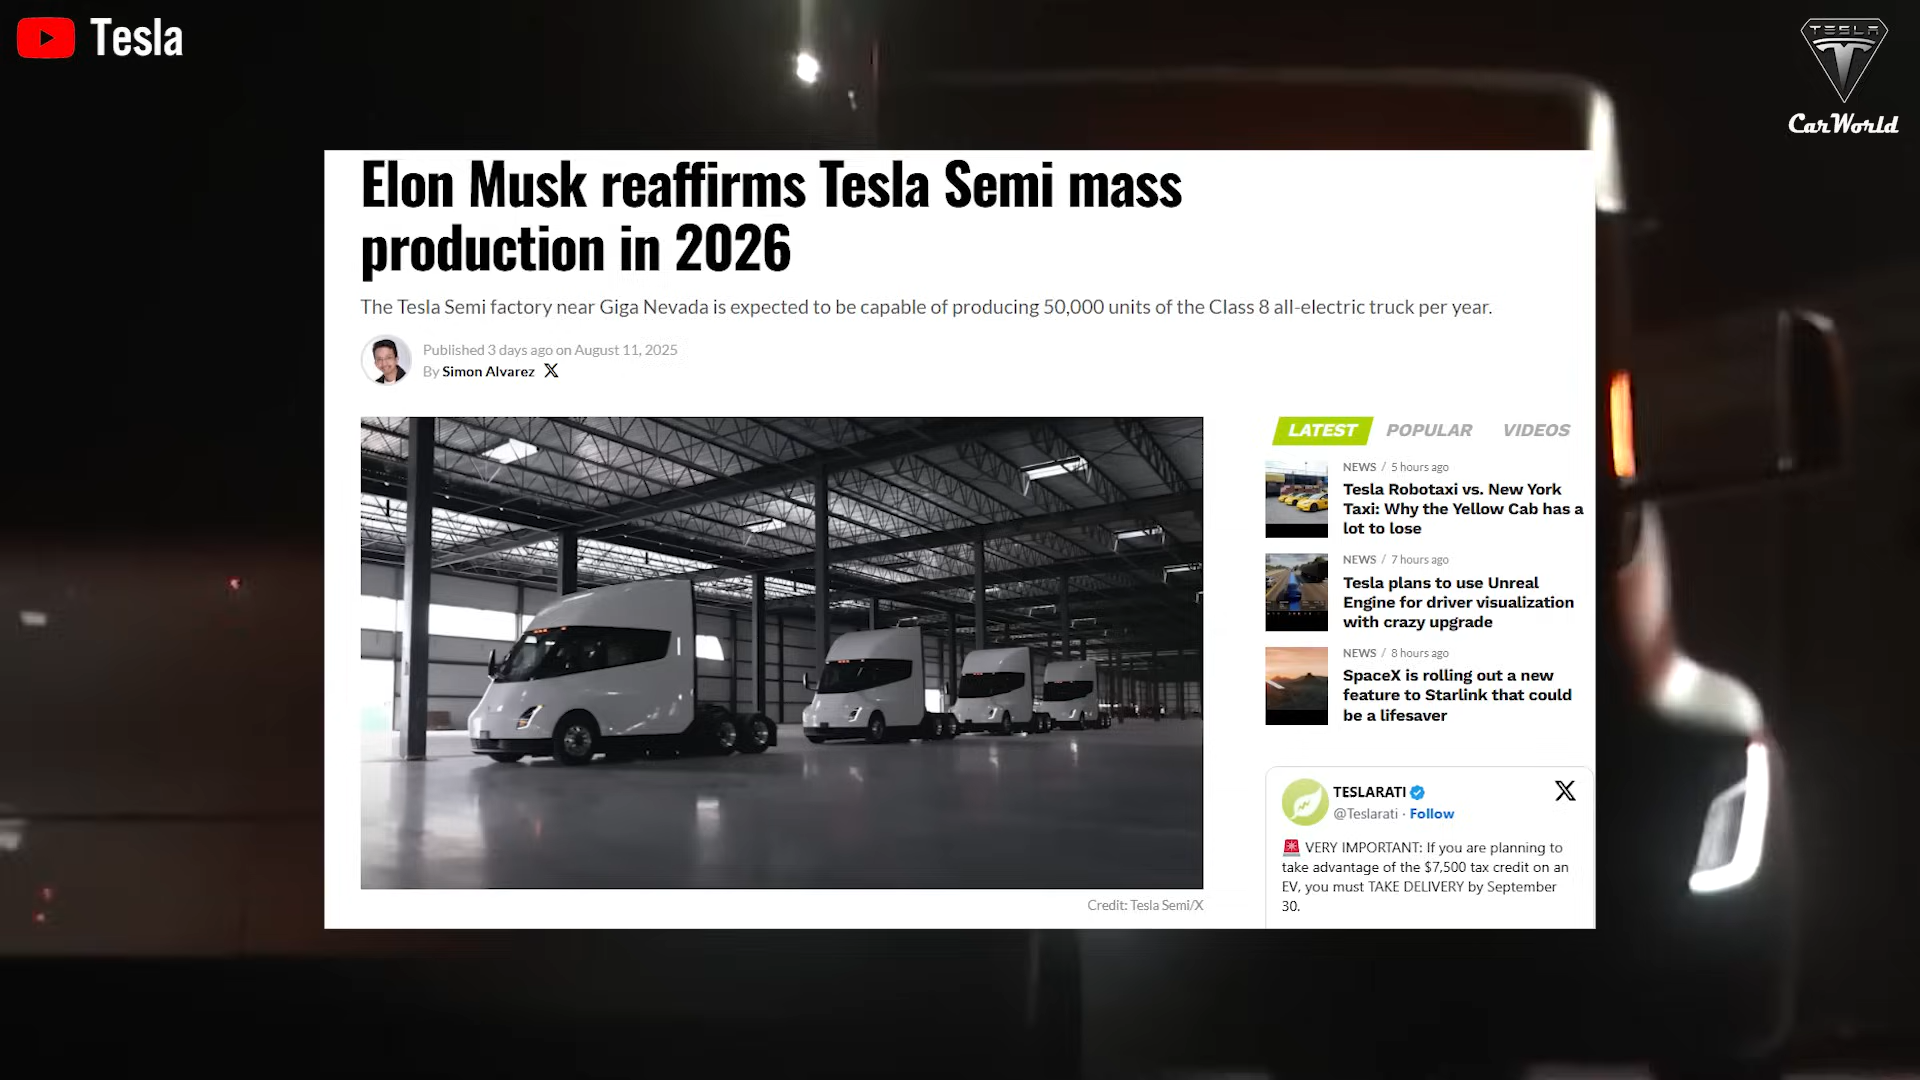 Tesla
TESLA
CarWorld
Elon Musk reaffirms Tesla Semi mass
production in 2026
The Tesla Semi factory near Giga Nevada is expected to be capable of producing 50,000 units of the Class 8 all-electric truck per year.
Published 3 days ago on August 11, 2025
By Simon Alvarez
Credit: Tesla Semi/X
LATEST POPULAR VIDEOS
NEWS / 5 hours ago
Tesla Robotaxi vs. New York
Taxi: Why the Yellow Cab has a
lot to lose
NEWS / 7 hours ago
Tesla plans to use Unreal
Engine for driver visualization
with crazy upgrade
NEWS / 8 hours ago
SpaceX is rolling out a new
feature to Starlink that could
be a lifesaver
TESLARATI
@Teslarati · Follow
🚨 VERY IMPORTANT: If you are planning to
take advantage of the $7,500 tax credit on an
EV, you must TAKE DELIVERY by September
30.